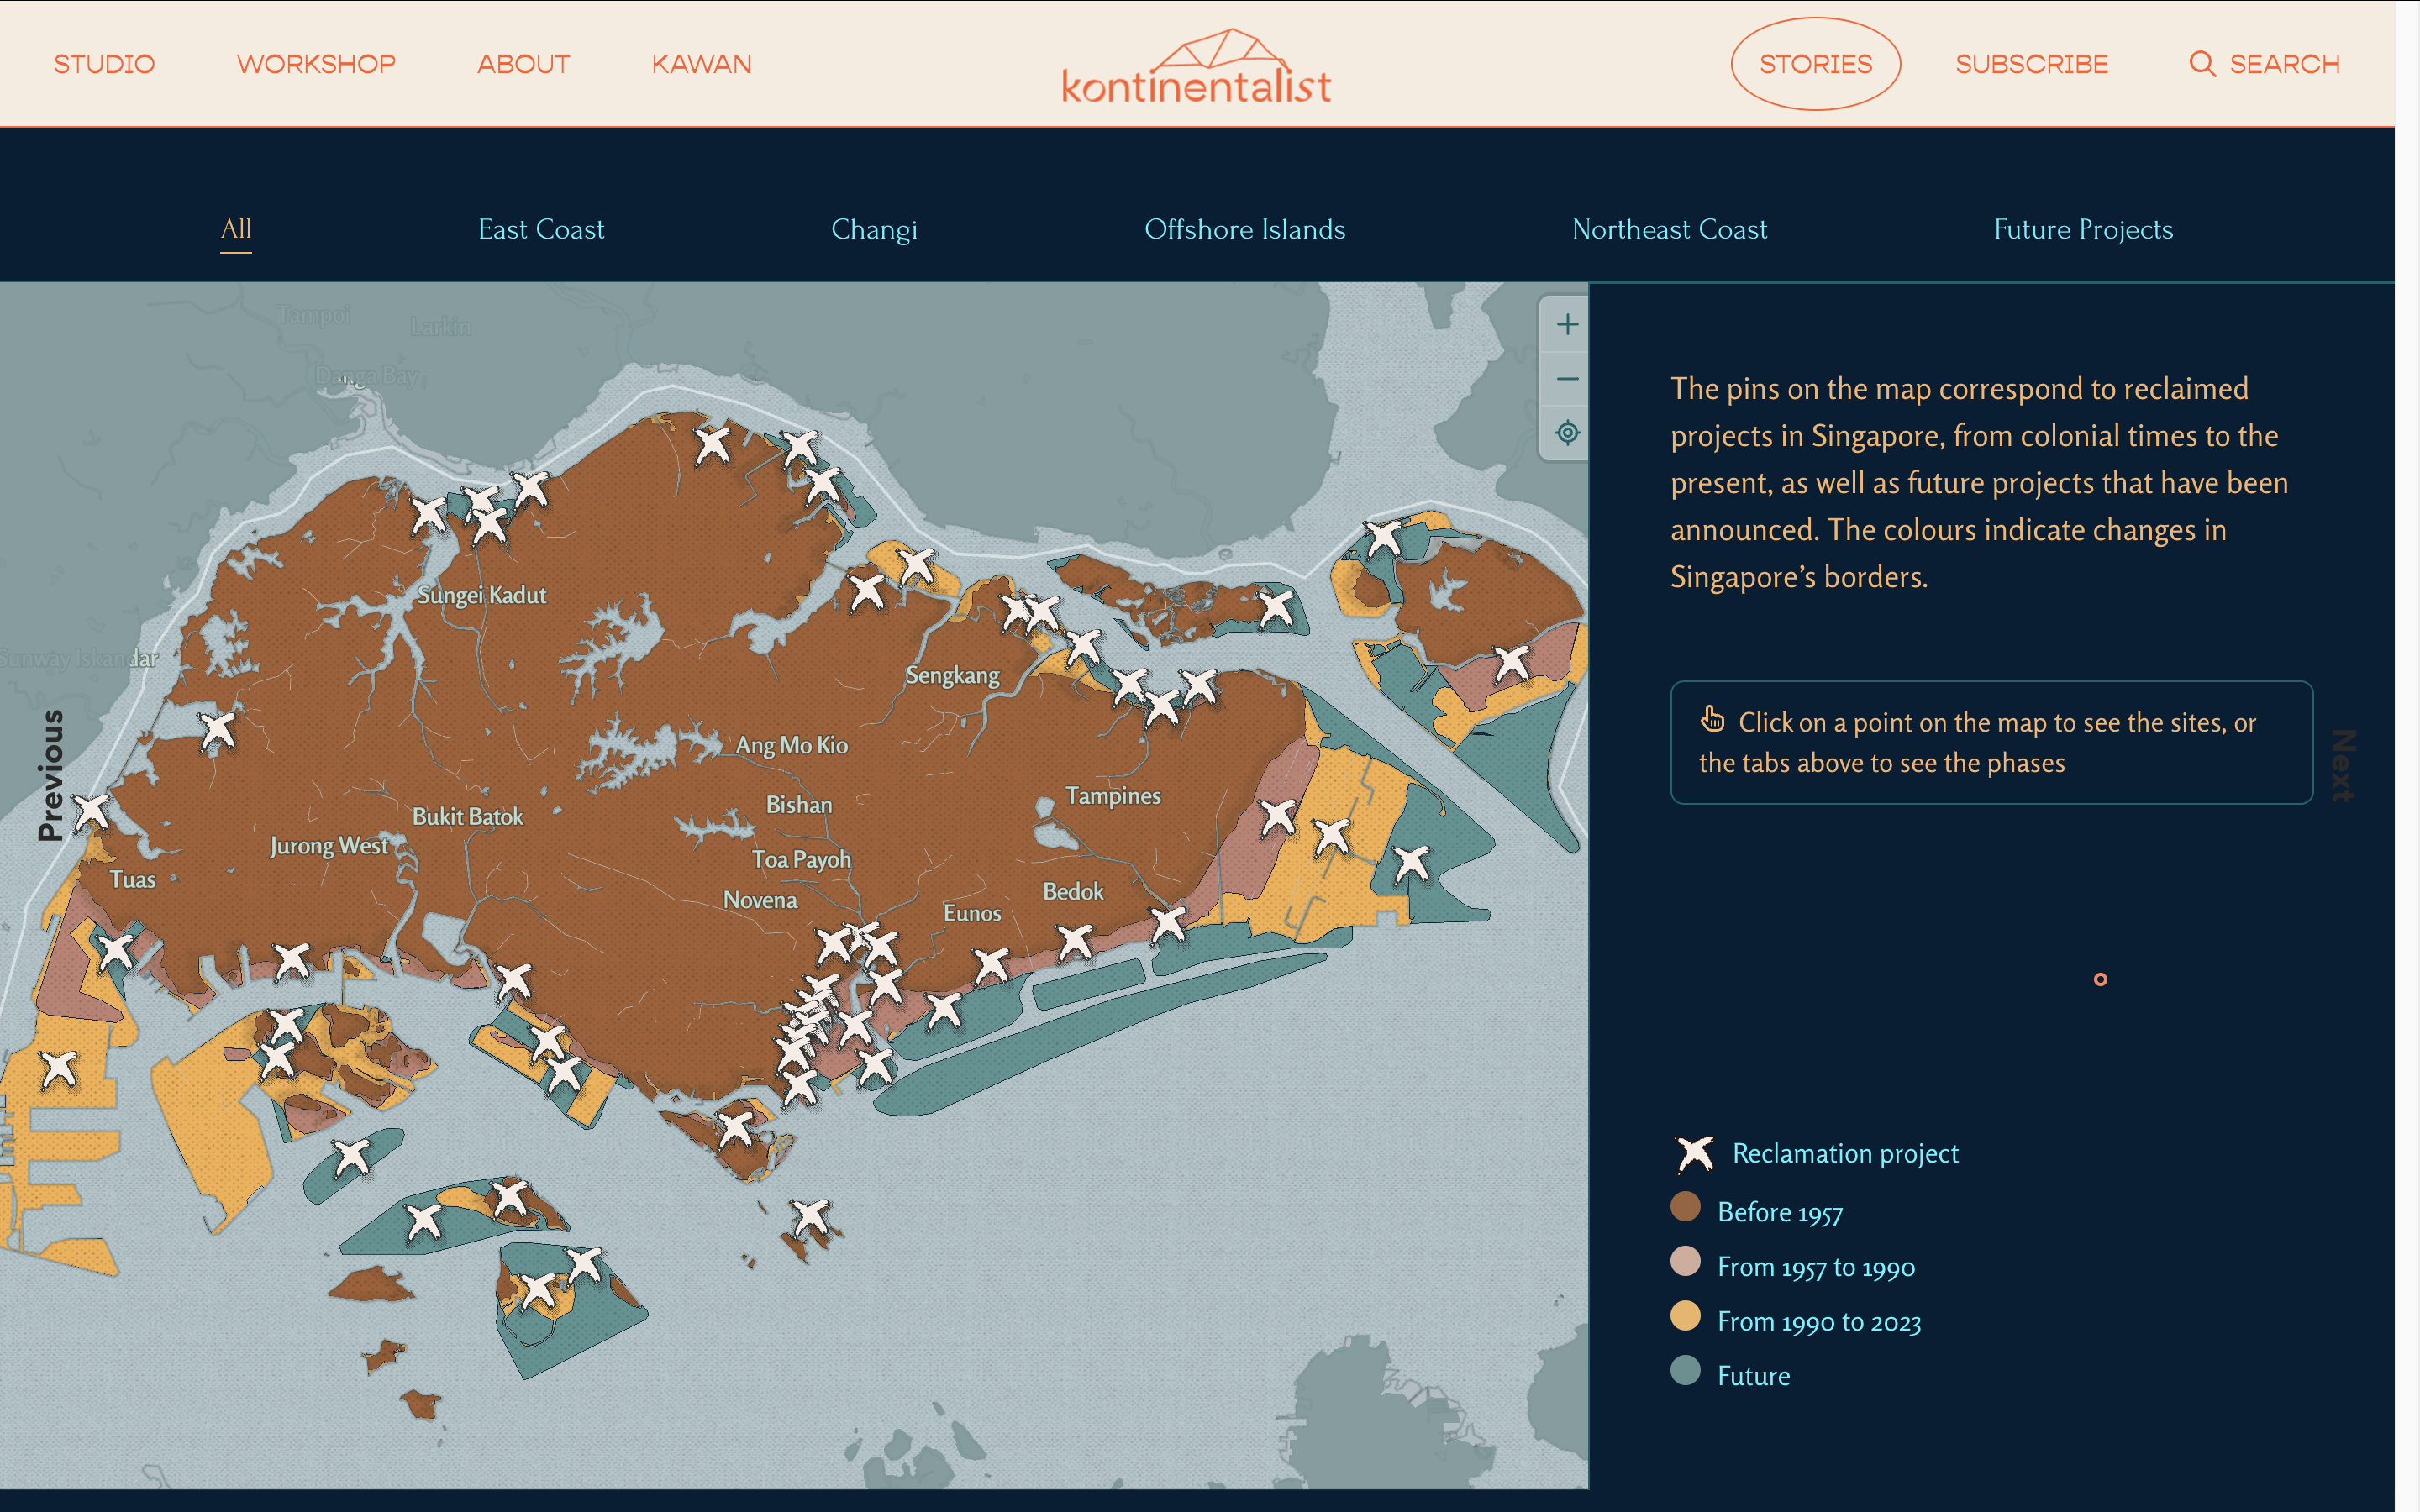 STUDIO
WORKSHOP
ABOUT
KAWAN
kontinentalist
STORIES
SUBSCRIBE
SEARCH
All
East Coast
Changi
Offshore Islands
Northeast Coast
Future Projects
Tampoi
Larkin
Danga Bay
Sungei Kadut
Sunway Iskandar
Sengkang
Ang Mo Kio
Bishan
Tampines
Bukit Batok
Jurong West
Toa Payoh
Tuas
Novena
Bedok
Eunos
Previous
The pins on the map correspond to reclaimed
projects in Singapore, from colonial times to the
present, as well as future projects that have been
announced. The colours indicate changes in
Singapore’s borders.
Click on a point on the map to see the sites, or
the tabs above to see the phases
Next
Reclamation project
Before 1957
From 1957 to 1990
From 1990 to 2023
Future